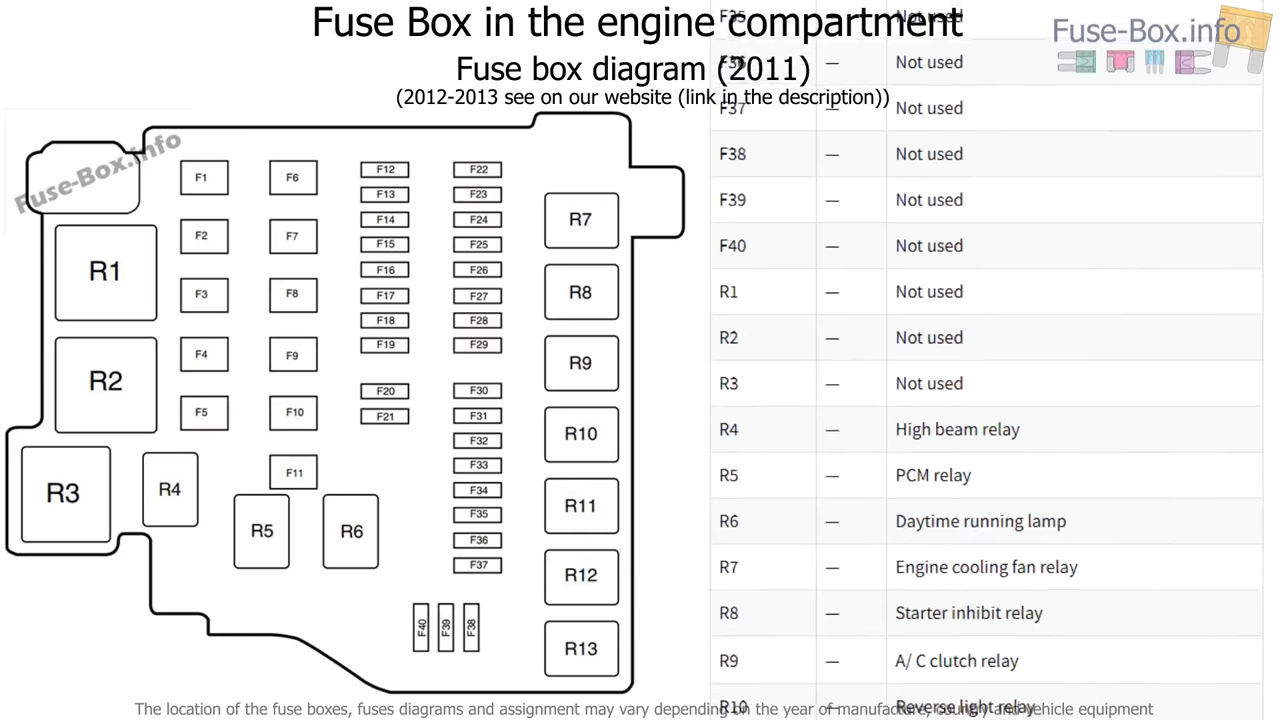 Fuse Box in the engine compartment
Fuse box diagram (2011)
(2012-2013 see on our website (link in the description))
Fuse-Box.info
Fuse-Box.info
F1 F6 F12 F22
F13 F23
F2 F7 F14 F24 R7
F15 F25
R1 F16 F26
F3 F8 F17 F27 R8
F18 F28
F4 F9 F19 F29 R9
R2 F20 F30
F5 F10 F21 F31 R10
F32
F11 F33
R3 R4 F34 R11
R5 R6 F35
F36
F37 R12
F40 F39 F38 R13
F35 Not used
F36 — Not used
F37 — Not used
F38 — Not used
F39 — Not used
F40 — Not used
R1 — Not used
R2 — Not used
R3 — Not used
R4 — High beam relay
R5 — PCM relay
R6 — Daytime running lamp
R7 — Engine cooling fan relay
R8 — Starter inhibit relay
R9 — A/ C clutch relay
R10 — Reverse light relay
The location of the fuse boxes, fuses diagrams and assignment may vary depending on the year of manufacture, country and vehicle equipment